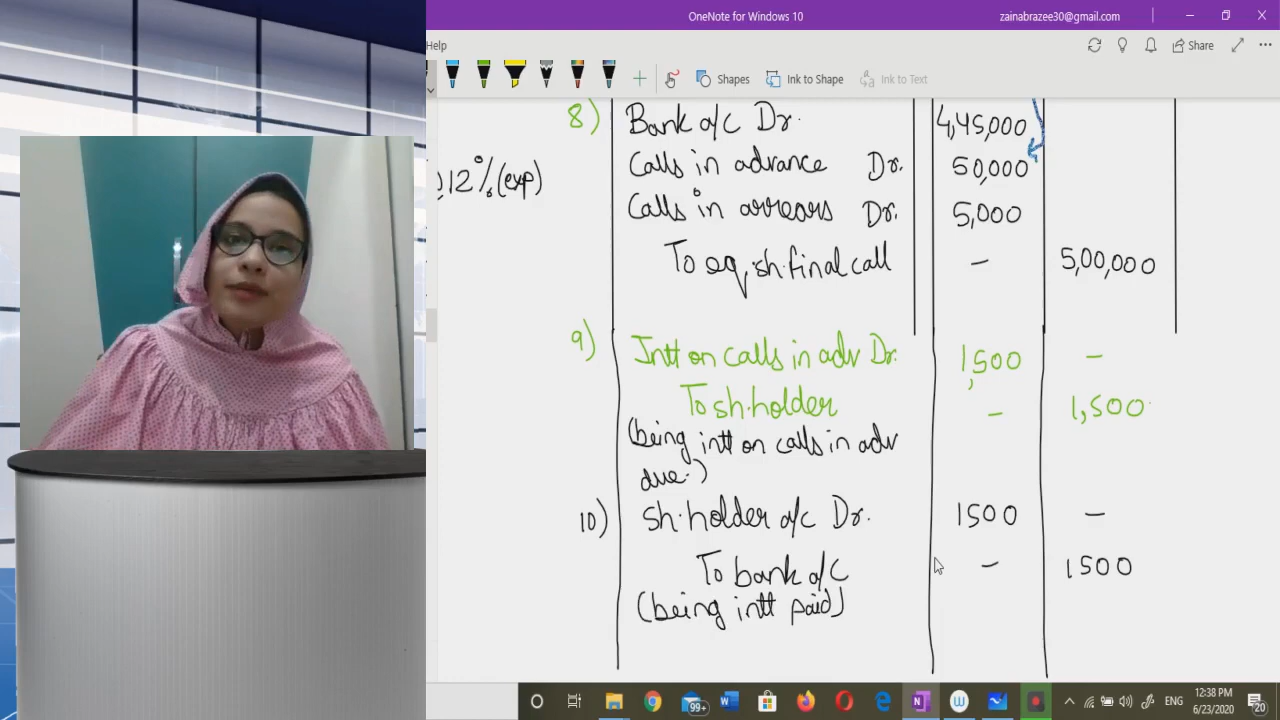 OneNote for Windows 10
zainabrazee30@gmail.com
Help
Share
Shapes
Ink to Shape
Ink to Text
8) Bank a/c Dr. 4,45,000
Calls in advance Dr. 50,000
12% (exp)
Calls in arrears Dr. 5,000
To eq. sh. final call - 5,00,000
9) Intt on calls in adv Dr. 1,500 -
To sh. holder - 1,500
(being intt on calls in adv
due.)
10) sh. holder a/c Dr. 1500 -
To bank a/c - 1500
(being intt paid)
99+
ENG
12:38 PM
6/23/2020
20